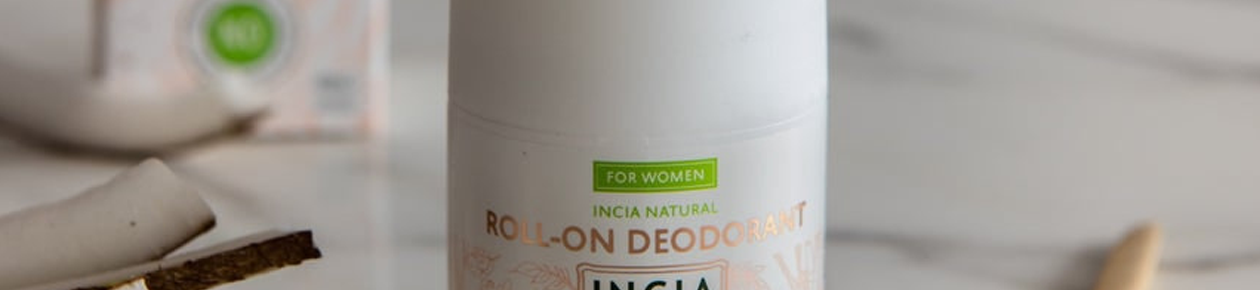 FOR WOMEN
INCIA NATURAL
ROLL-ON DEODORANT
INCIA